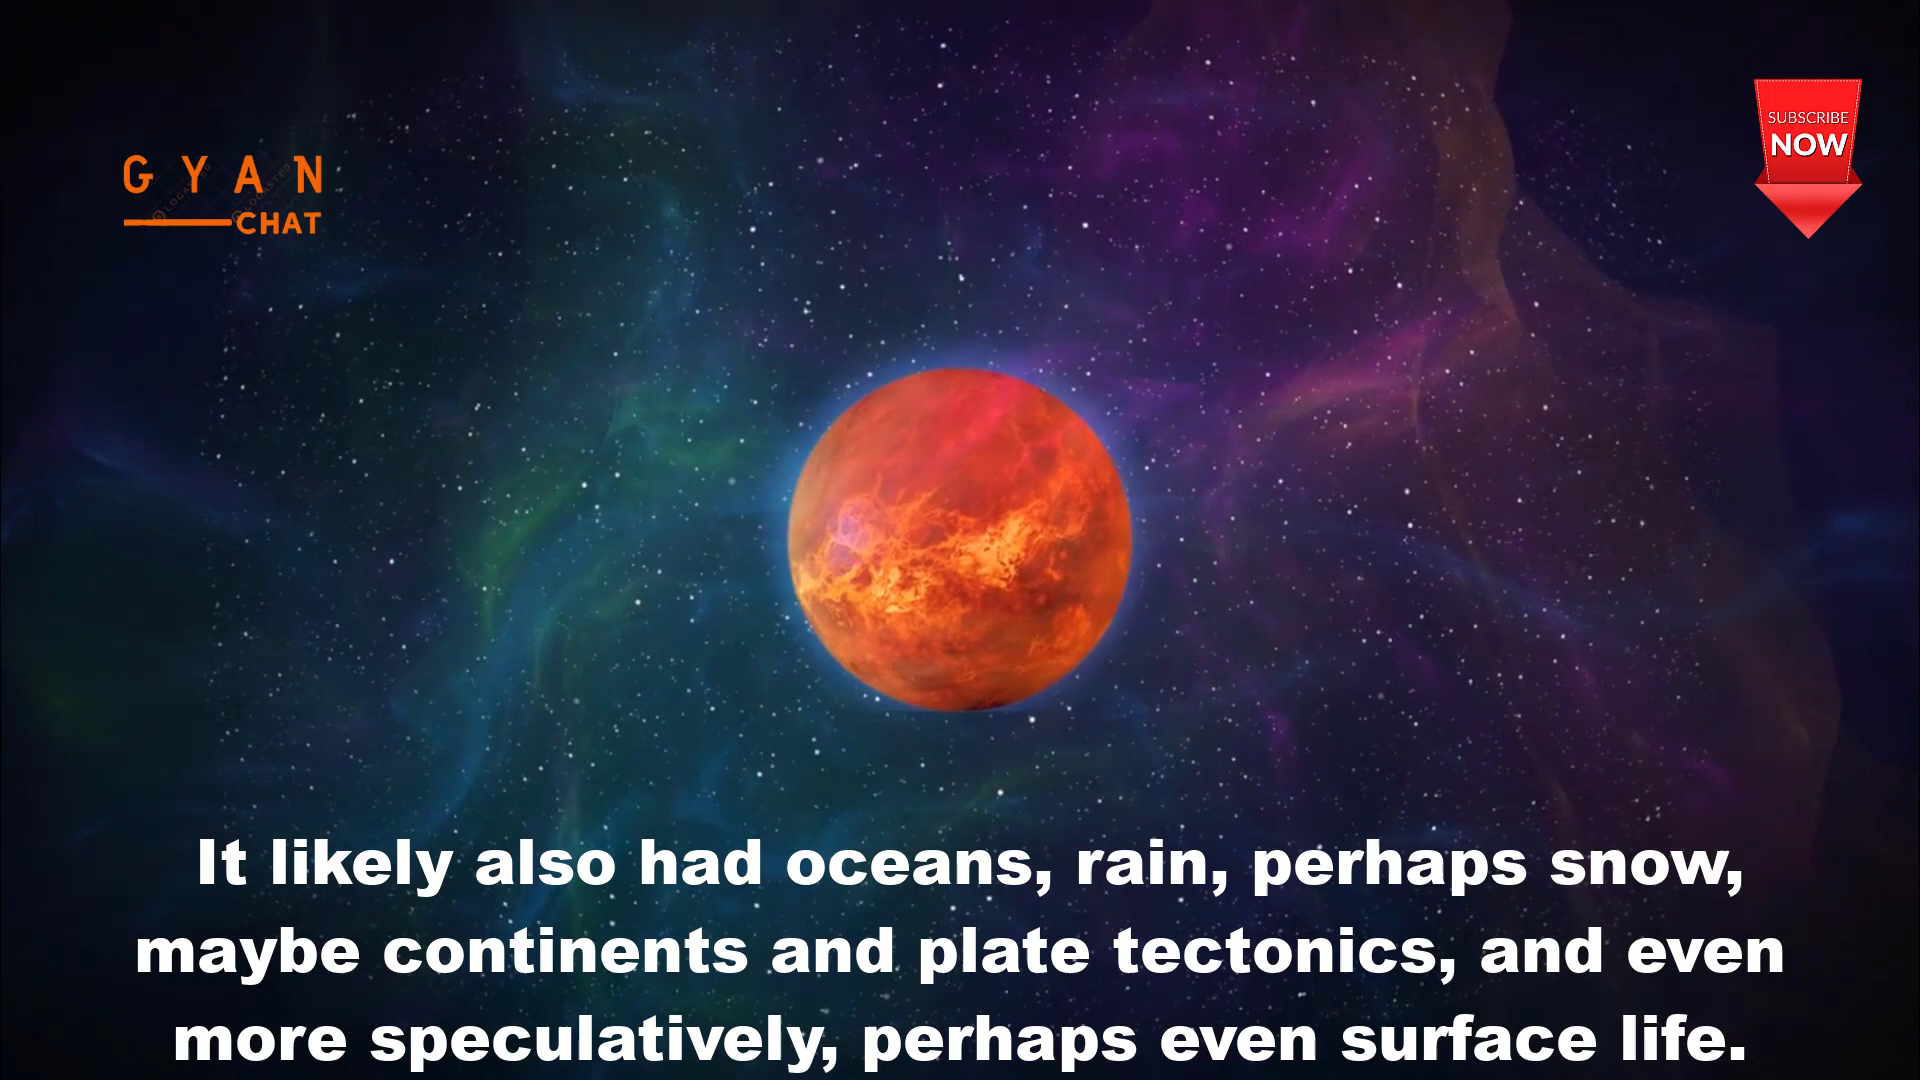 GYAN
CHAT
SUBSCRIBE
NOW
It likely also had oceans, rain, perhaps snow,
maybe continents and plate tectonics, and even
more speculatively, perhaps even surface life.